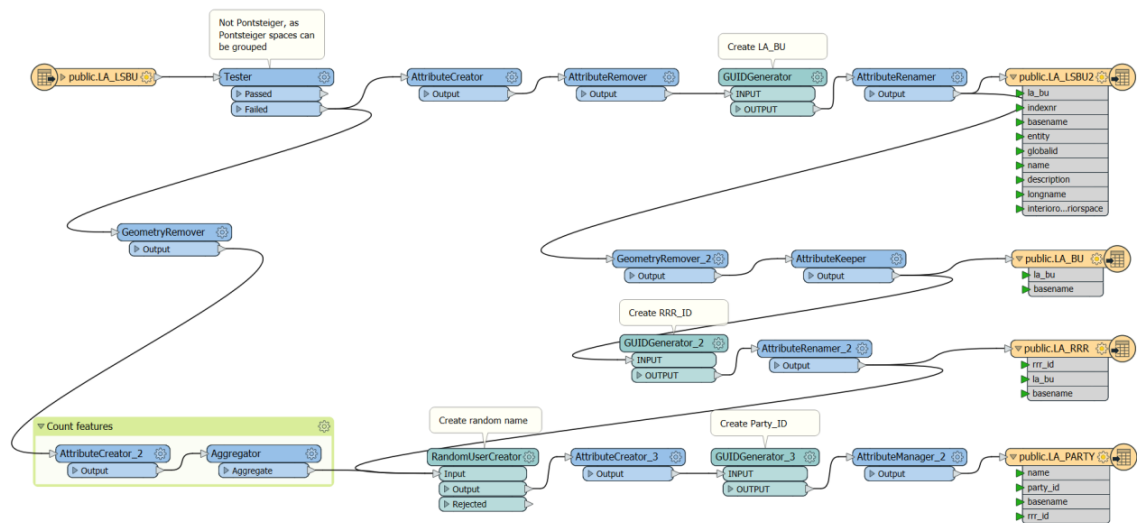 Not Pontsteiger, as
Pontsteiger spaces can
be grouped
Create LA_BU
public.LA_LSBU
Tester
Passed
Failed
AttributeCreator
Output
AttributeRemover
Output
GUIDGenerator
INPUT
OUTPUT
AttributeRenamer
Output
public.LA_LSBU2
la_bu
indexnr
basename
entity
globalid
name
description
longname
interioro...riorspace
GeometryRemover
Output
GeometryRemover_2
Output
AttributeKeeper
Output
public.LA_BU
la_bu
basename
Create RRR_ID
GUIDGenerator_2
INPUT
OUTPUT
AttributeRenamer_2
Output
public.LA_RRR
rrr_id
la_bu
basename
Count features
AttributeCreator_2
Output
Aggregator
Aggregate
Create random name
RandomUserCreator
Input
Output
Rejected
AttributeCreator_3
Output
Create Party_ID
GUIDGenerator_3
INPUT
OUTPUT
AttributeManager_2
Output
public.LA_PARTY
name
party_id
basename
rrr_id